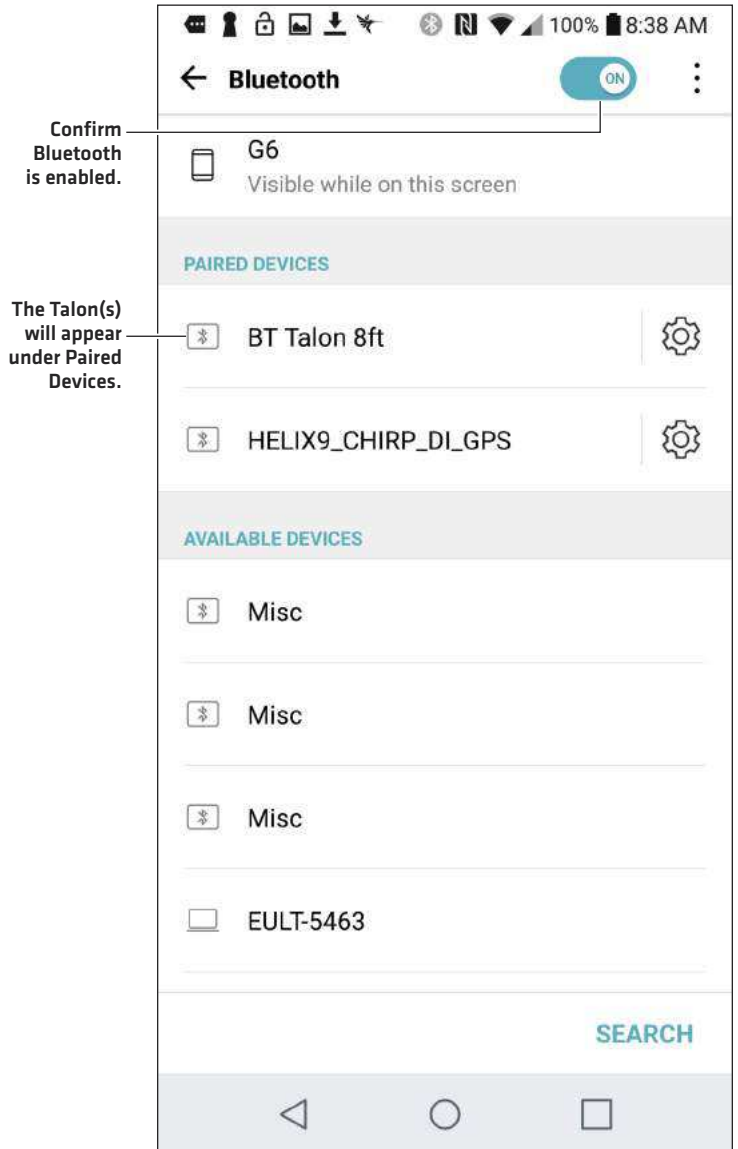 100% 8:38 AM
Bluetooth
ON
Confirm
Bluetooth
is enabled.
G6
Visible while on this screen
PAIRED DEVICES
The Talon(s)
will appear
under Paired
Devices.
BT Talon 8ft
HELIX9_CHIRP_DI_GPS
AVAILABLE DEVICES
Misc
Misc
Misc
EULT-5463
SEARCH